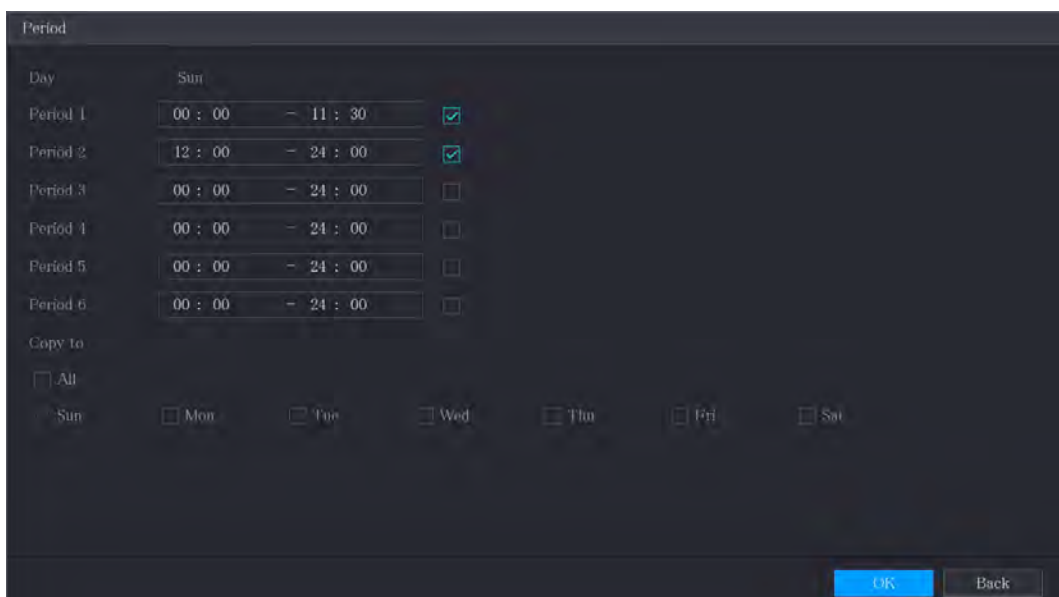 Period
Day Sun
Period 1 00 : 00 - 11 : 30
Period 2 12 : 00 - 24 : 00
Period 3 00 : 00 - 24 : 00
Period 4 00 : 00 - 24 : 00
Period 5 00 : 00 - 24 : 00
Period 6 00 : 00 - 24 : 00
Copy to
All
Sun Mon Tue Wed Thu Fri Sat
OK Back